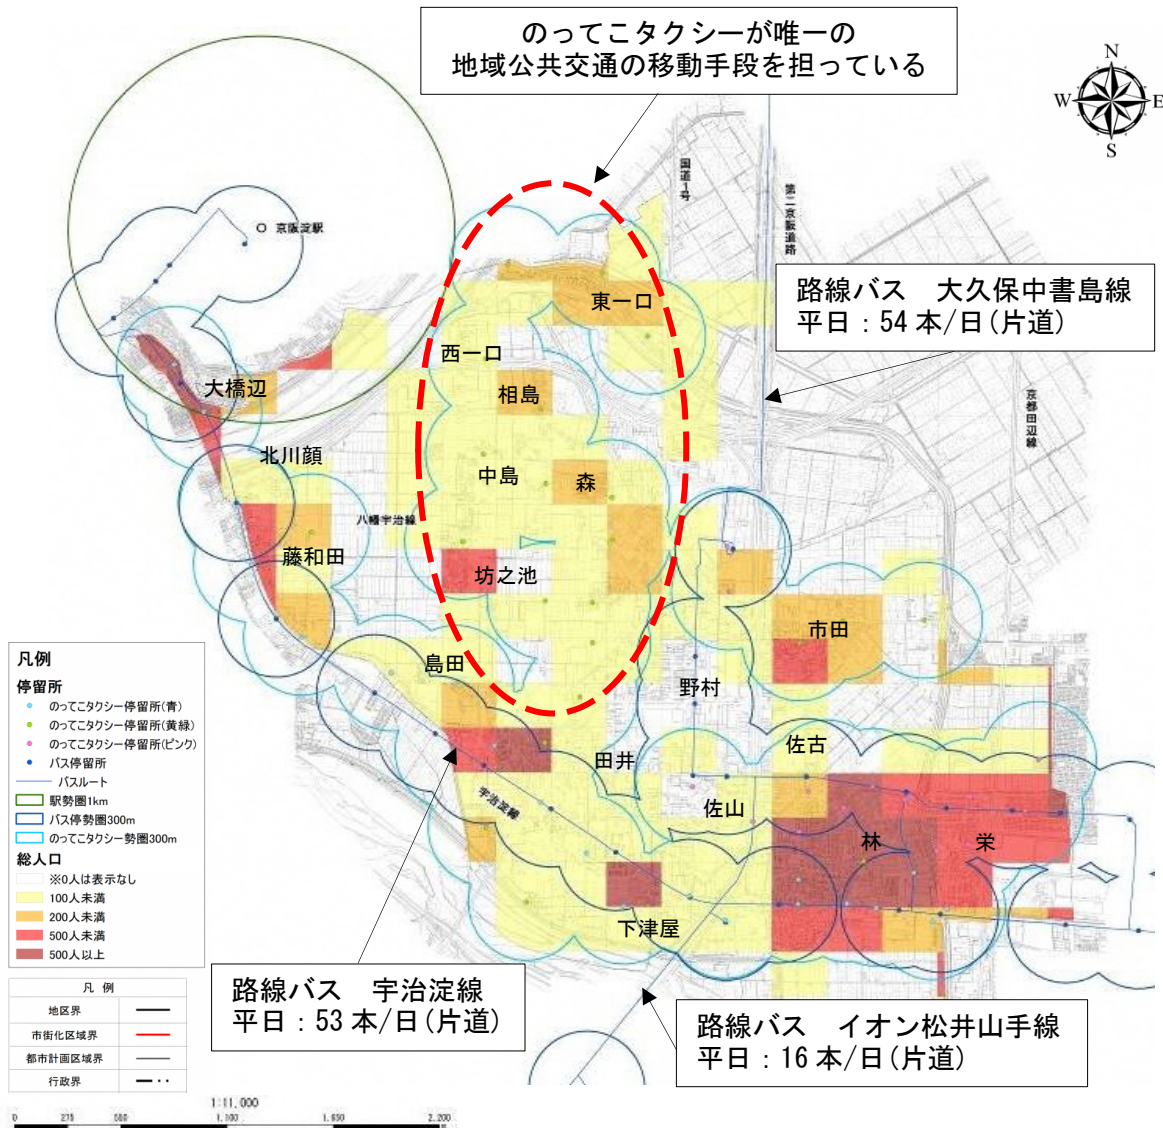 のってこタクシーが唯一の
地域公共交通の移動手段を担っている
N
W
E
S
国道1号
第二京阪道路
京阪淀駅
路線バス 大久保中書島線
平日：54本/日(片道)
東一口
西一口
大橋辺
相島
京都田辺線
北川顔
中島
森
八幡宇治線
藤和田
坊之池
市田
島田
野村
凡例
停留所
のってこタクシー停留所(青)
のってこタクシー停留所(黄緑)
のってこタクシー停留所(ピンク)
バス停留所
バスルート
駅勢圏1km
バス停勢圏300m
のってこタクシー勢圏300m
総人口
※0人は表示なし
100人未満
200人未満
500人未満
500人以上
佐古
田井
佐山
宇治淀線
林
栄
下津屋
路線バス 宇治淀線
平日：53本/日(片道)
路線バス イオン松井山手線
平日：16本/日(片道)
凡例
地区界
市街化区域界
都市計画区域界
行政界
1:11,000
0 275 550 1,100 1,650 2,200